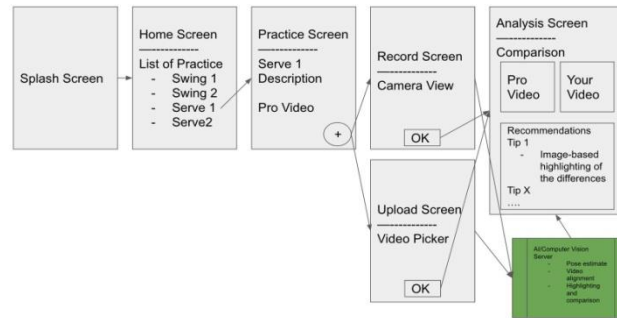 Splash Screen
Home Screen
—-------------
List of Practice
- Swing 1
- Swing 2
- Serve 1
- Serve2
Practice Screen
—-------------
Serve 1
Description
Pro Video
+
Record Screen
—-------------
Camera View
OK
Upload Screen
—-------------
Video Picker
OK
Analysis Screen
—-------------
Comparison
Pro
Video
Your
Video
Recommendations
Tip 1
- Image-based
highlighting of
the differences
Tip X
....
AI/Computer Vision
Server
- Pose estimate
- Video
alignment
- Highlighting
and
comparison